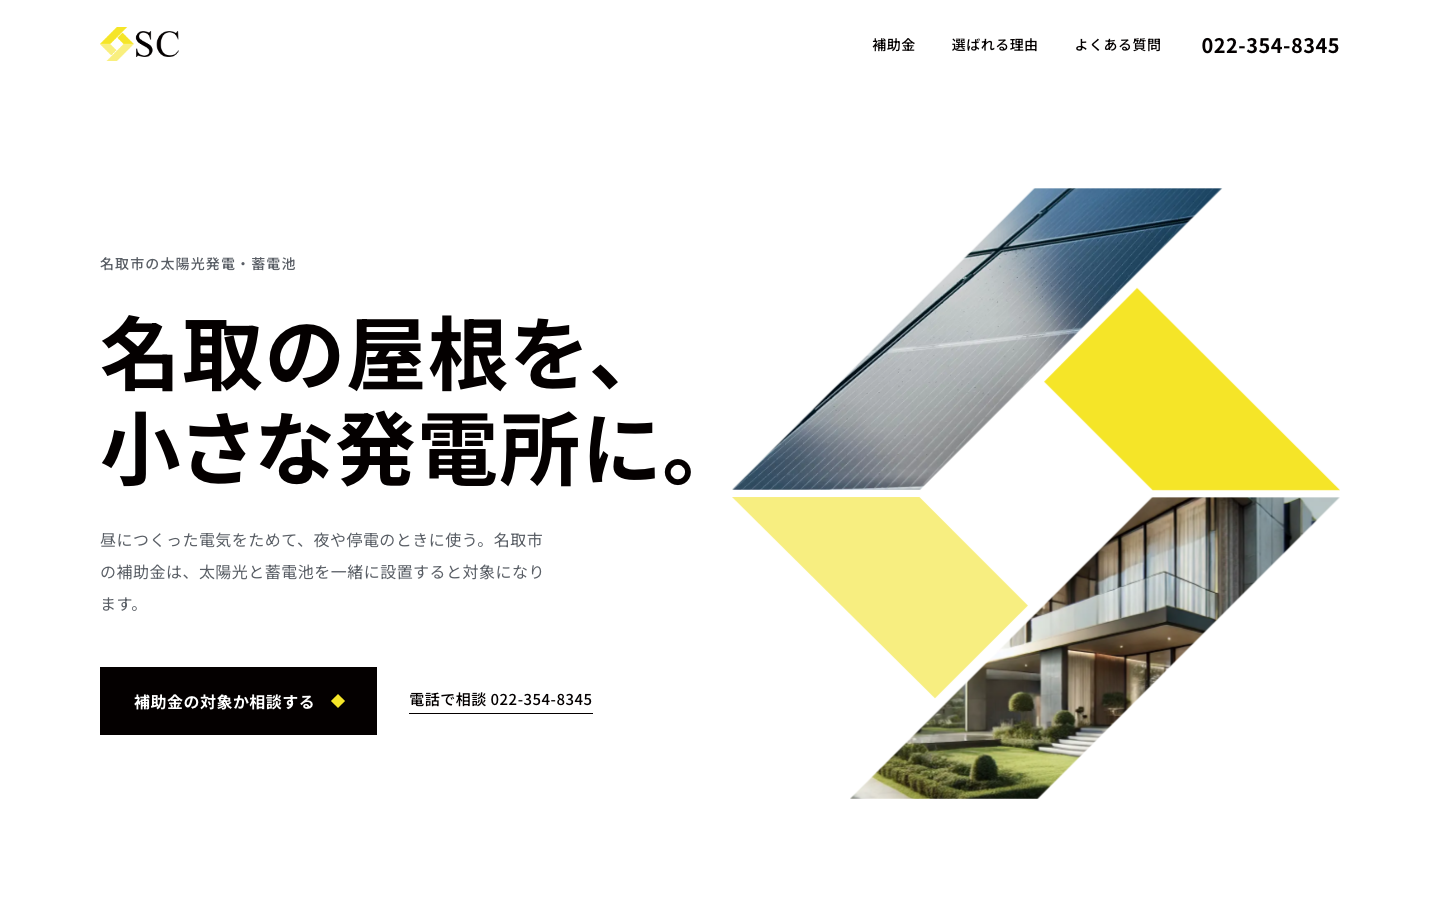 SC
補助金 選ばれる理由 よくある質問 022-354-8345
名取市の太陽光発電・蓄電池
名取の屋根を、
小さな発電所に。
昼につくった電気をためて、夜や停電のときに使う。名取市
の補助金は、太陽光と蓄電池を一緒に設置すると対象になり
ます。
補助金の対象か相談する
電話で相談 022-354-8345